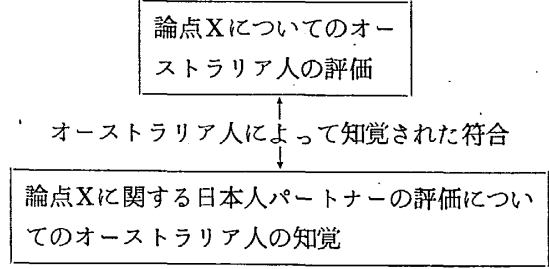 論点Xについてのオー
ストラリア人の評価
オーストラリア人によって知覚された符合
論点Xに関する日本人パートナーの評価につい
てのオーストラリア人の知覚